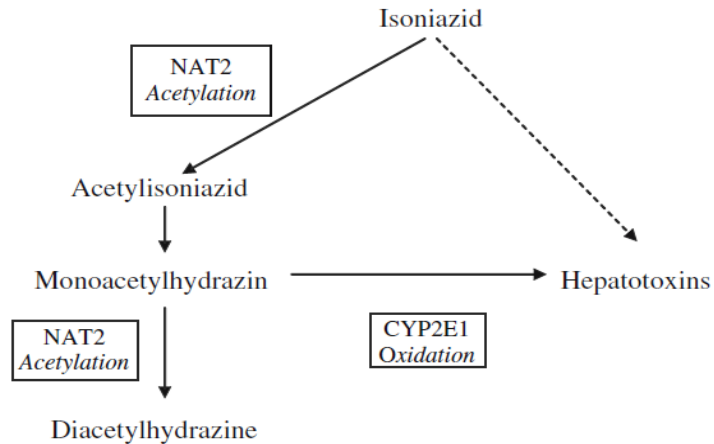 Isoniazid
NAT2
Acetylation
Acetylisoniazid
Monoacetylhydrazin
Hepatotoxins
NAT2
Acetylation
CYP2E1
Oxidation
Diacetylhydrazine